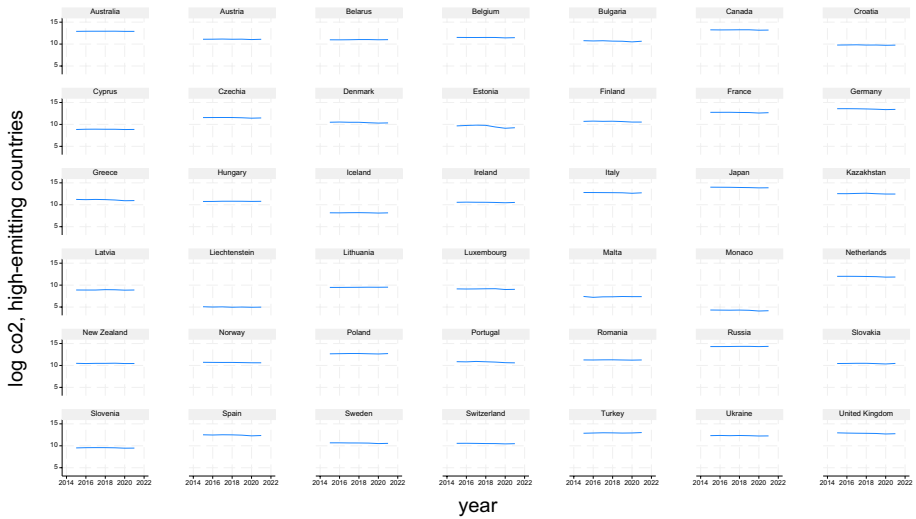 log co2, high-emitting countries
Australia Austria Belarus Belgium Bulgaria Canada Croatia
15
10
5
Cyprus Czechia Denmark Estonia Finland France Germany
15
10
5
Greece Hungary Iceland Ireland Italy Japan Kazakhstan
15
10
5
Latvia Liechtenstein Lithuania Luxembourg Malta Monaco Netherlands
15
10
5
New Zealand Norway Poland Portugal Romania Russia Slovakia
15
10
5
Slovenia Spain Sweden Switzerland Turkey Ukraine United Kingdom
15
10
5
2014 2016 2018 2020 2022 2014 2016 2018 2020 2022 2014 2016 2018 2020 2022 2014 2016 2018 2020 2022 2014 2016 2018 2020 2022 2014 2016 2018 2020 2022 2014 2016 2018 2020 2022
year